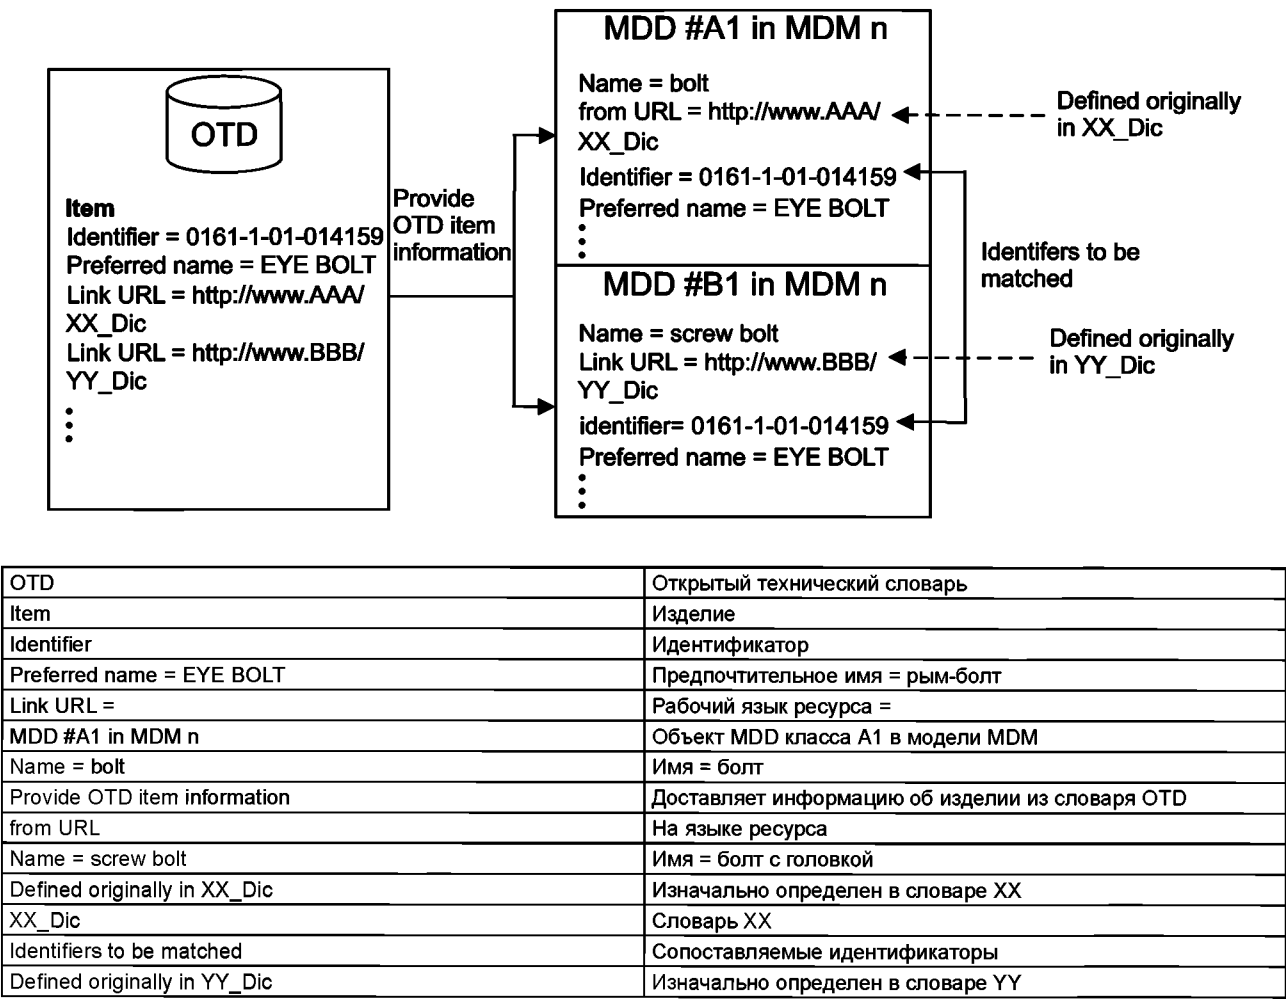 OTD
Item
Identifier = 0161-1-01-014159
Preferred name = EYE BOLT
Link URL = http://www.AAA/
XX_Dic
Link URL = http://www.BBB/
YY_Dic
Provide
OTD item
information
MDD #A1 in MDM n
Name = bolt
from URL = http://www.AAA/
XX_Dic
Identifier = 0161-1-01-014159
Preferred name = EYE BOLT
MDD #B1 in MDM n
Name = screw bolt
Link URL = http://www.BBB/
YY_Dic
identifier= 0161-1-01-014159
Preferred name = EYE BOLT
Defined originally
in XX_Dic
Identifers to be
matched
Defined originally
in YY_Dic
OTD Открытый технический словарь
Item Изделие
Identifier Идентификатор
Preferred name = EYE BOLT Предпочтительное имя = рым-болт
Link URL = Рабочий язык ресурса =
MDD #A1 in MDM n Объект MDD класса A1 в модели MDM
Name = bolt Имя = болт
Provide OTD item information Доставляет информацию об изделии из словаря OTD
from URL На языке ресурса
Name = screw bolt Имя = болт с головкой
Defined originally in XX_Dic Изначально определен в словаре XX
XX_Dic Словарь XX
Identifiers to be matched Сопоставляемые идентификаторы
Defined originally in YY_Dic Изначально определен в словаре YY